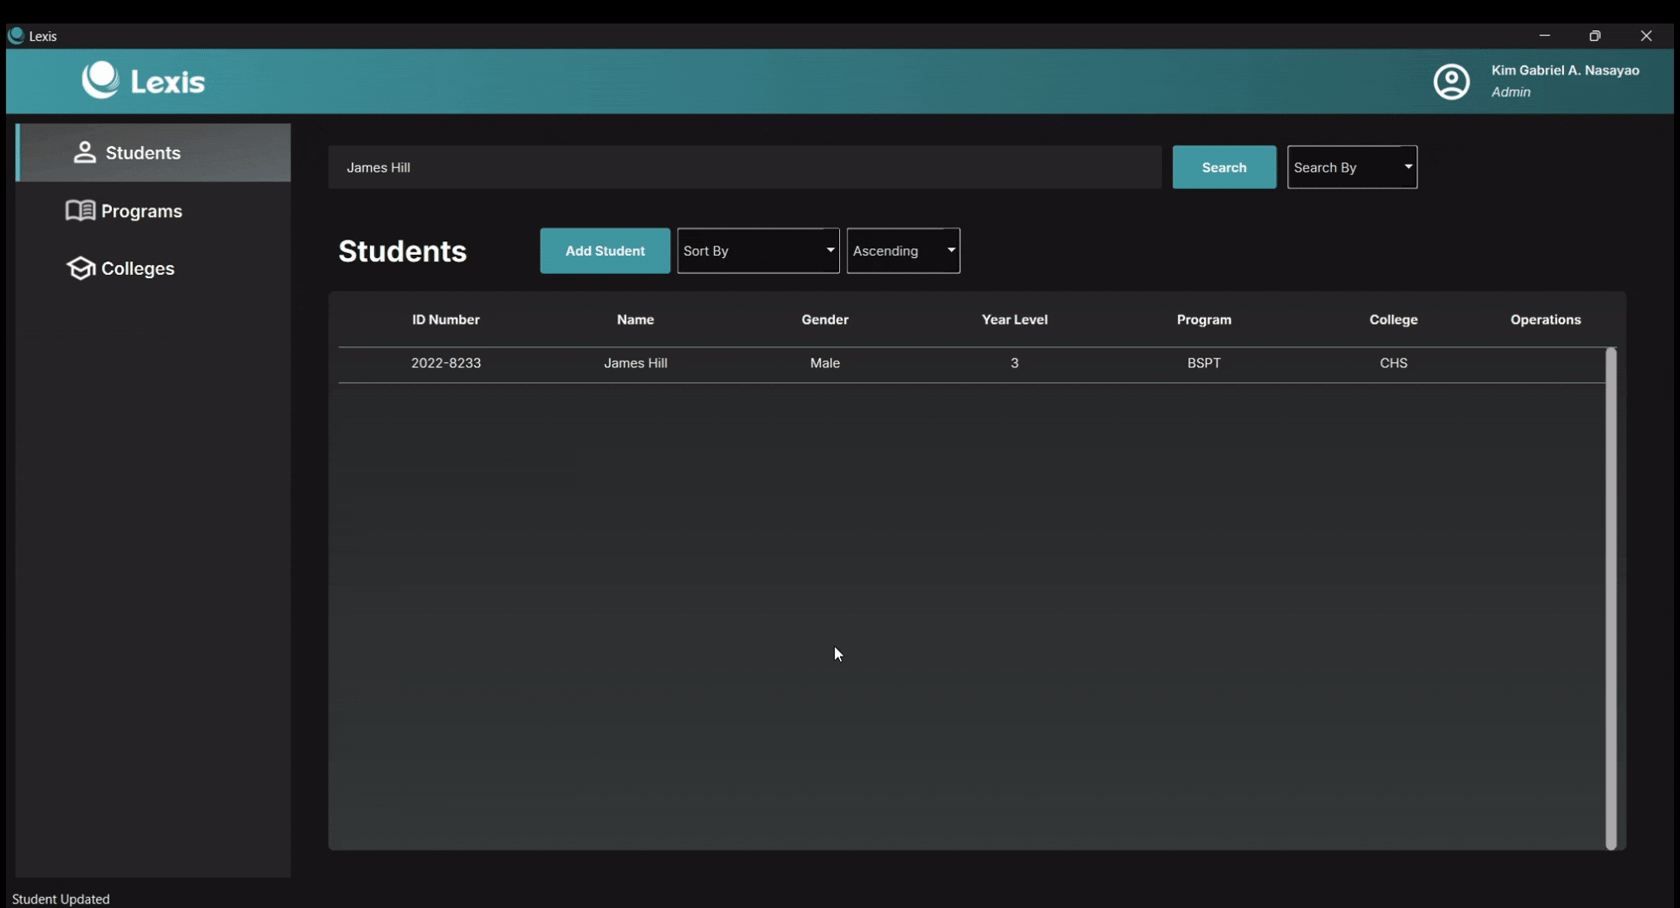 Lexis
Lexis
Kim Gabriel A. Nasayao
Admin
Students
Programs
Colleges
James Hill
Search
Search By
Students
Add Student
Sort By
Ascending
ID Number Name Gender Year Level Program College Operations
2022-8233 James Hill Male 3 BSPT CHS
Student Updated